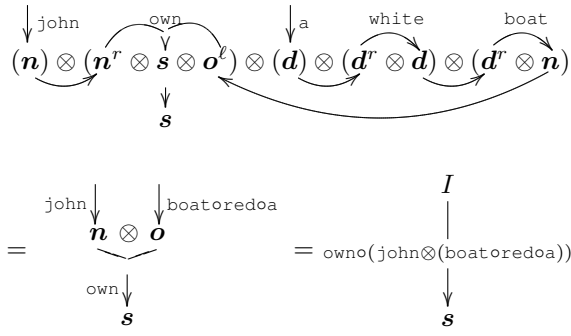 john own a white boat
(n) ⊗ (nʳ ⊗ s ⊗ oˡ) ⊗ (d) ⊗ (dʳ ⊗ d) ⊗ (dʳ ⊗ n)
s
john boat∘red∘a I
n ⊗ o
= = own∘(john⊗(boat∘red∘a))
own
s s